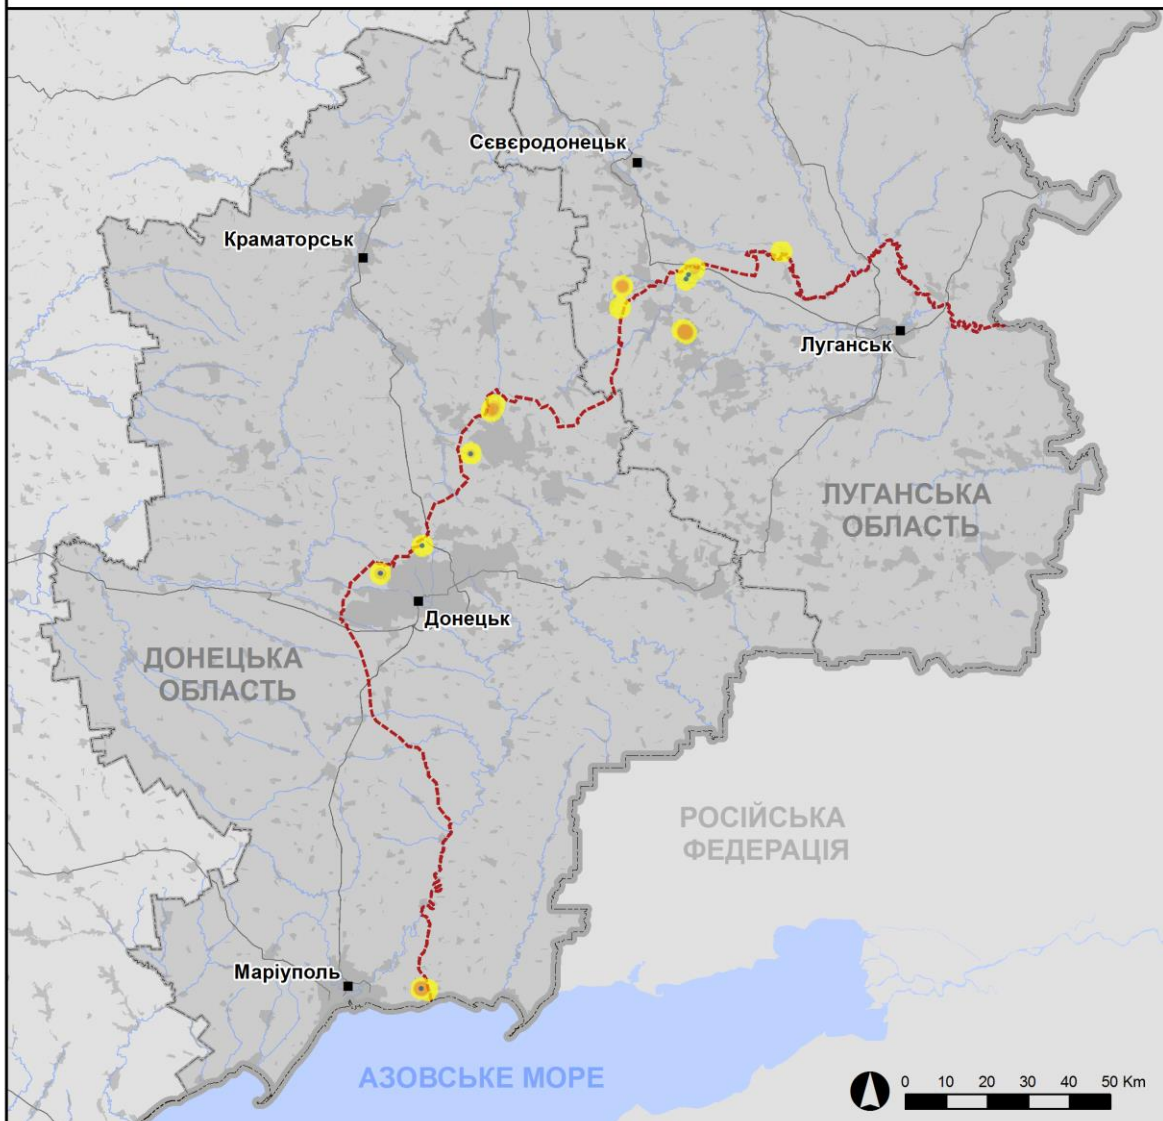 Сєвєродонецьк
Краматорськ
Луганськ
ЛУГАНСЬКА
ОБЛАСТЬ
Донецьк
ДОНЕЦЬКА
ОБЛАСТЬ
РОСІЙСЬКА
ФЕДЕРАЦІЯ
Маріуполь
АЗОВСЬКЕ МОРЕ
0 10 20 30 40 50 Km